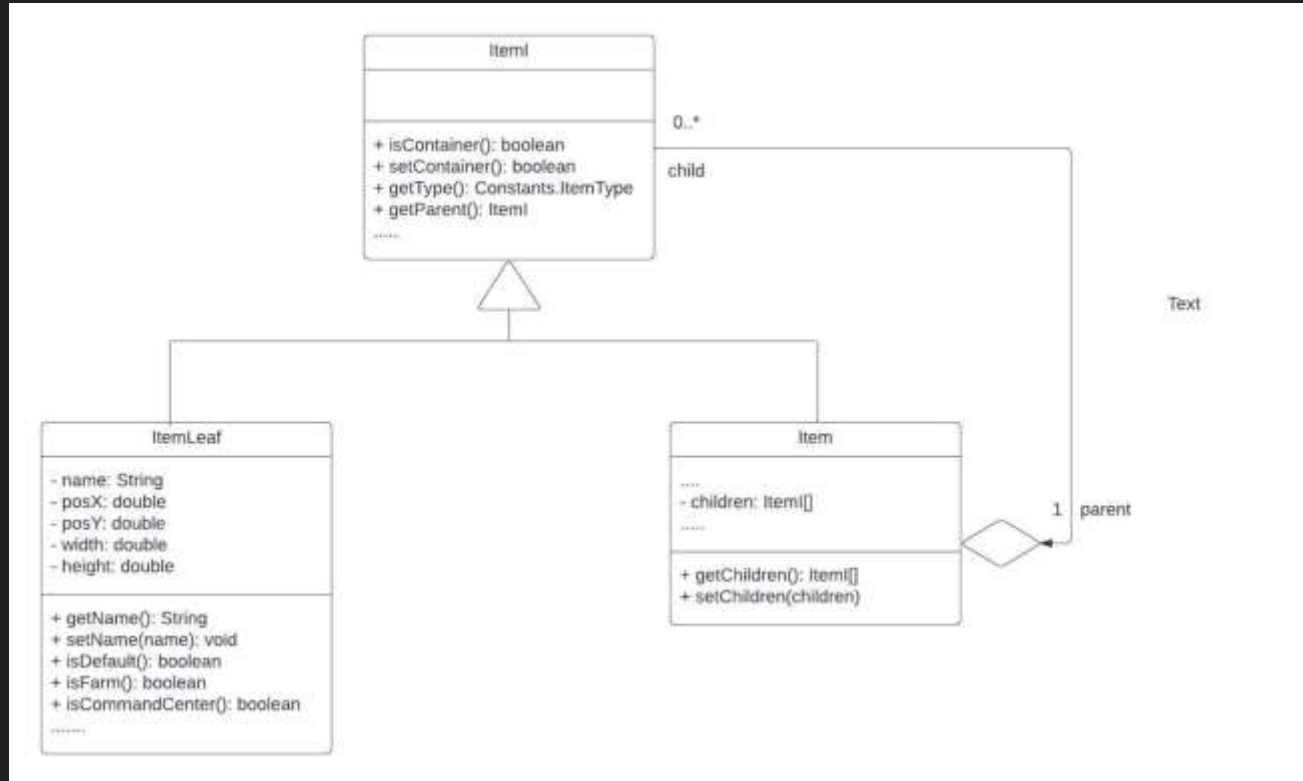 ItemI
+ isContainer(): boolean
+ setContainer(): boolean
+ getType(): Constants.ItemType
+ getParent(): ItemI
.....
0..*
child
Text
ItemLeaf
- name: String
- posX: double
- posY: double
- width: double
- height: double
+ getName(): String
+ setName(name): void
+ isDefault(): boolean
+ isFarm(): boolean
+ isCommandCenter(): boolean
.......
Item
....
- children: ItemI[]
.....
+ getChildren(): ItemI[]
+ setChildren(children)
1 parent